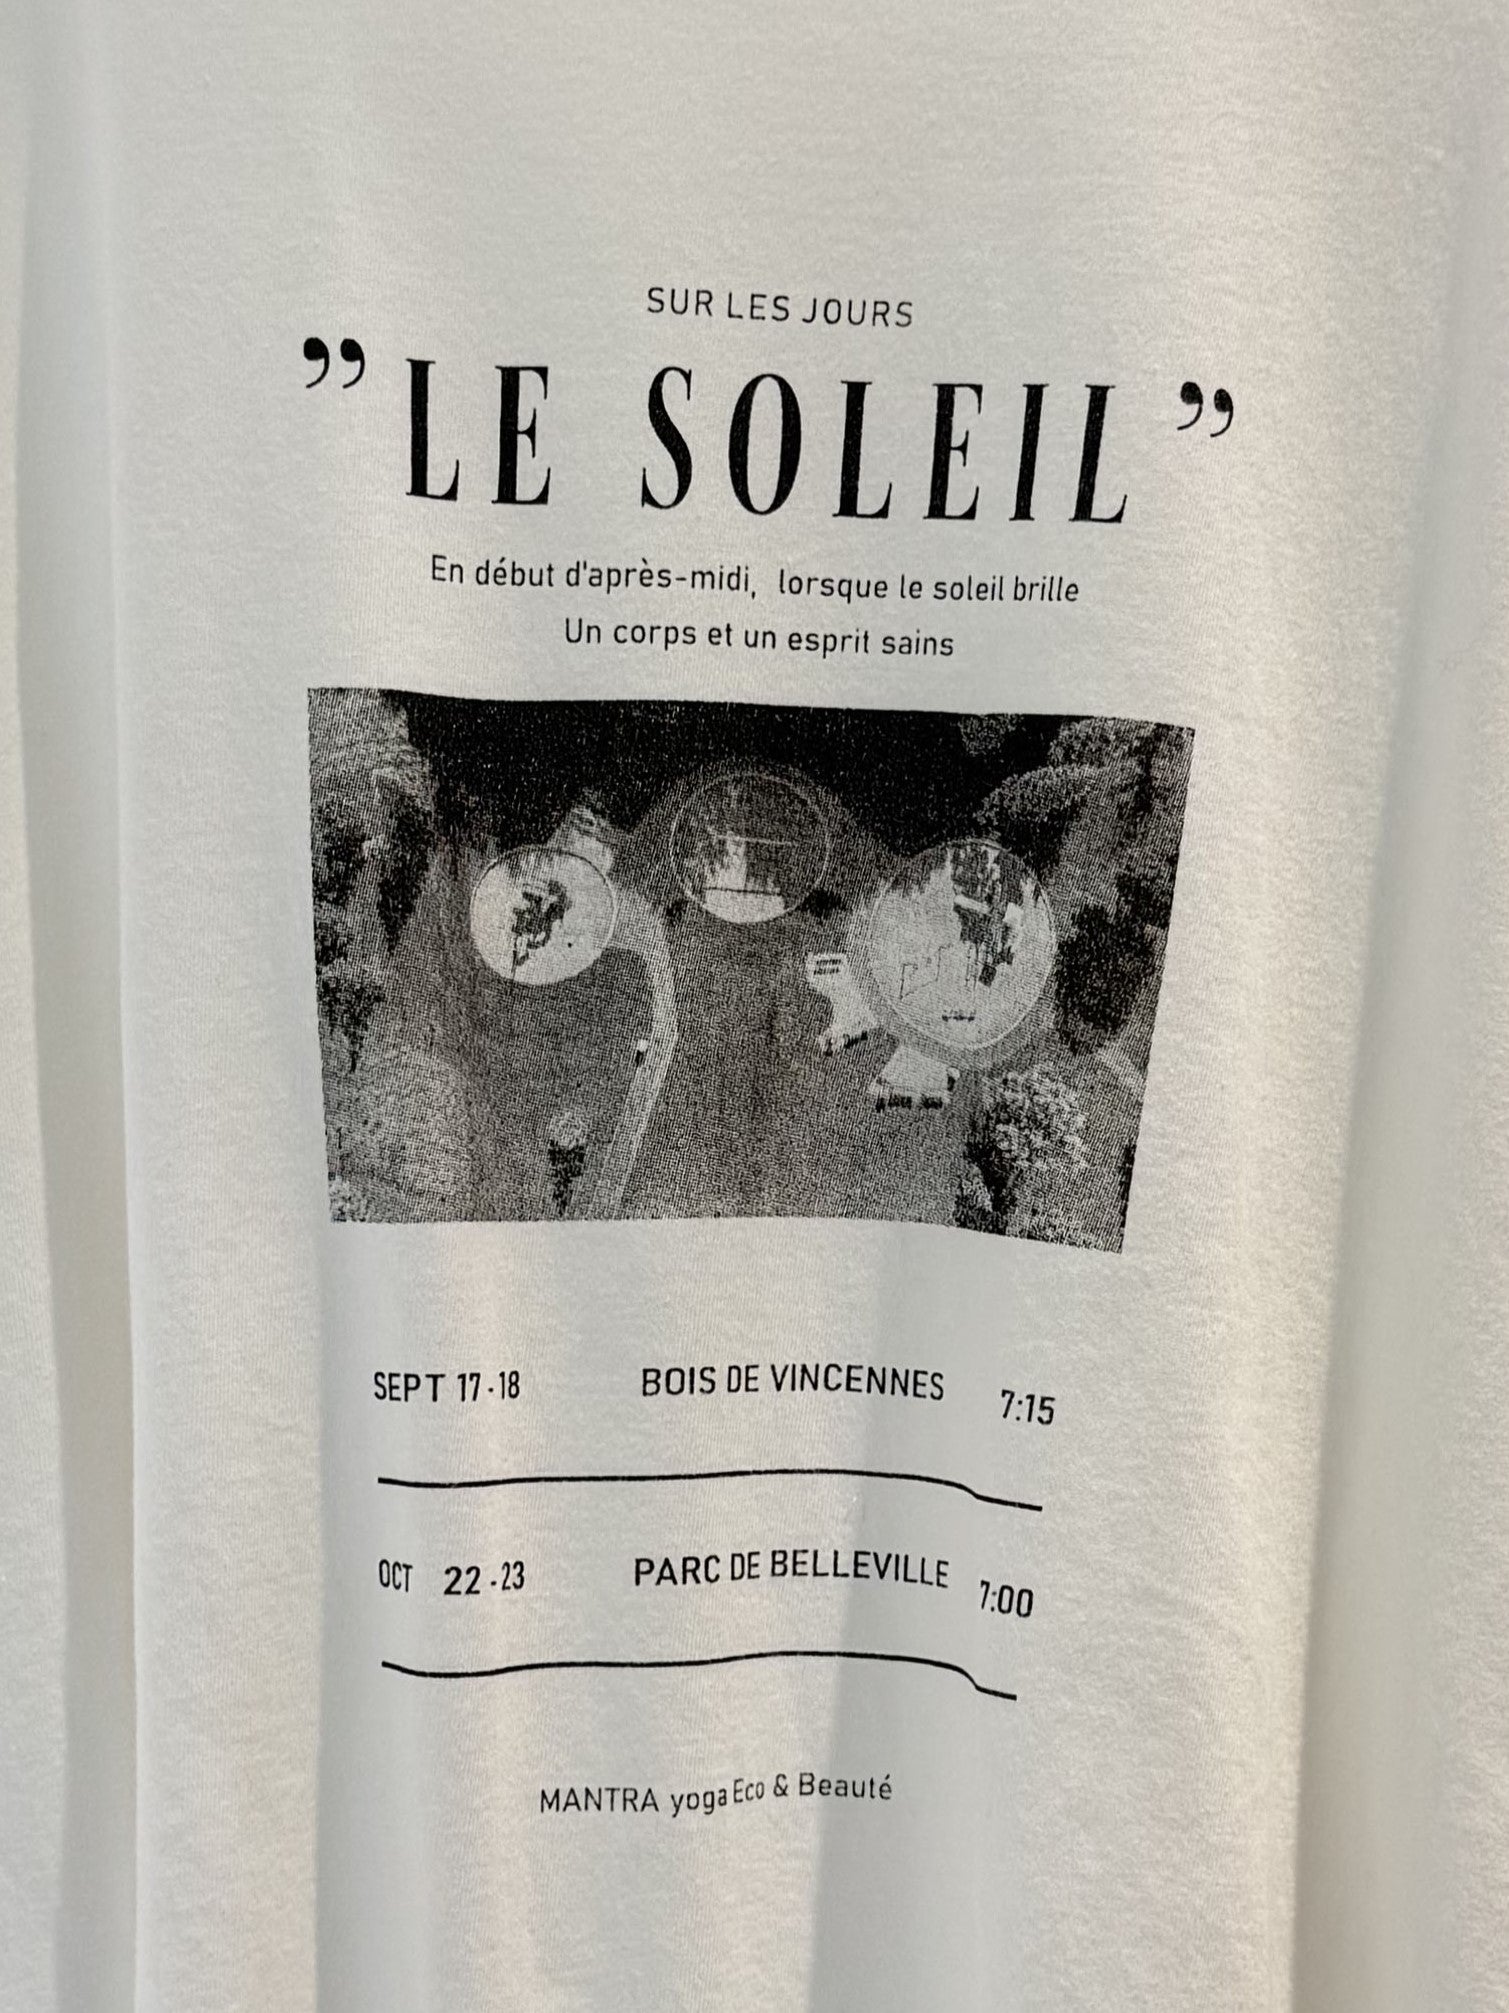 SUR LES JOURS
”LE SOLEIL”
En début d'après-midi, lorsque le soleil brille
Un corps et un esprit sains
SEPT 17-18 BOIS DE VINCENNES 7:15
OCT 22-23 PARC DE BELLEVILLE 7:00
MANTRA yoga Eco & Beauté